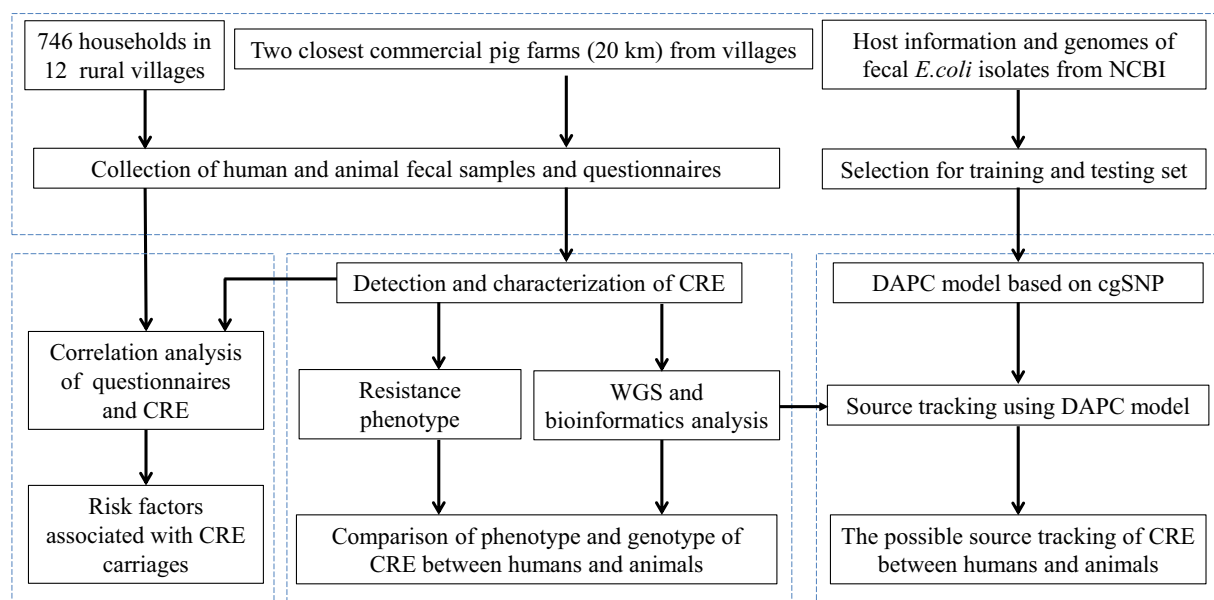 746 households in
12 rural villages
Two closest commercial pig farms (20 km) from villages
Host information and genomes of
fecal E.coli isolates from NCBI
Collection of human and animal fecal samples and questionnaires
Selection for training and testing set
Detection and characterization of CRE
DAPC model based on cgSNP
Correlation analysis
of questionnaires
and CRE
Resistance
phenotype
WGS and
bioinformatics analysis
Source tracking using DAPC model
Risk factors
associated with CRE
carriages
Comparison of phenotype and genotype of
CRE between humans and animals
The possible source tracking of CRE
between humans and animals